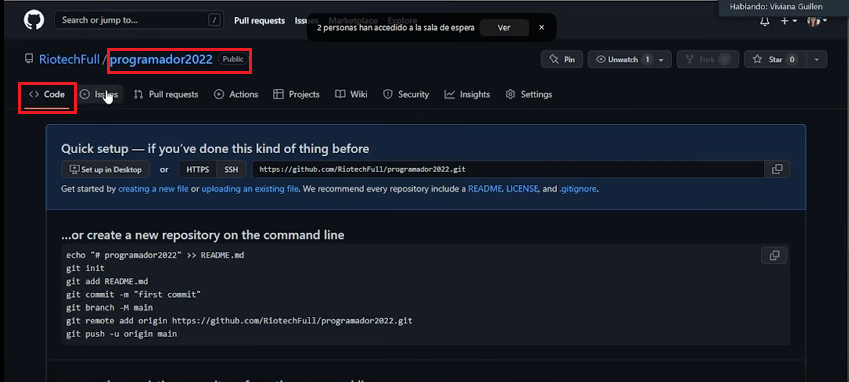 Hablando: Viviana Guillen
Search or jump to... /
Pull requests Issues Marketplace Explore
2 personas han accedido a la sala de espera Ver ×
RiotechFull / programador2022 Public
Pin Unwatch 1 Fork 0 Star 0
<> Code Issues Pull requests Actions Projects Wiki Security Insights Settings
Quick setup — if you’ve done this kind of thing before
Set up in Desktop or HTTPS SSH https://github.com/RiotechFull/programador2022.git
Get started by creating a new file or uploading an existing file. We recommend every repository include a README, LICENSE, and .gitignore.
...or create a new repository on the command line
echo "# programador2022" >> README.md
git init
git add README.md
git commit -m "first commit"
git branch -M main
git remote add origin https://github.com/RiotechFull/programador2022.git
git push -u origin main